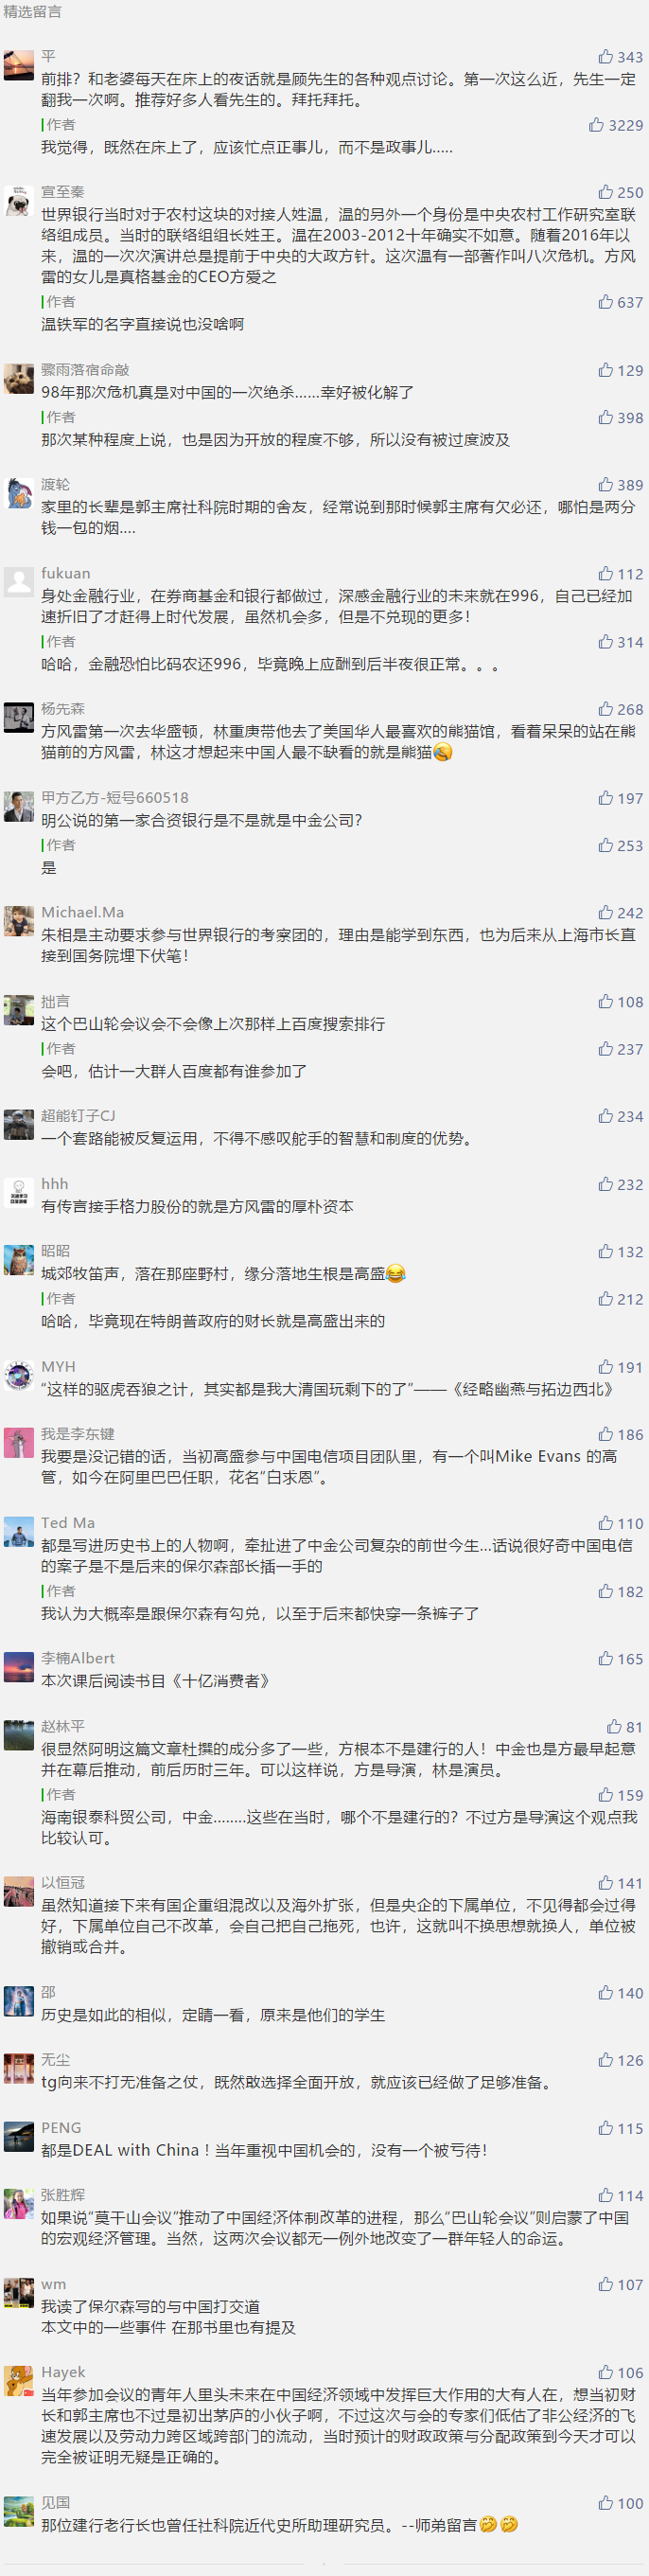 精选留言
平
343
前排？和老婆每天在床上的夜话就是顾先生的各种观点讨论。第一次这么近，先生一定
翻我一次啊。推荐好多人看先生的。拜托拜托。
作者
3229
我觉得，既然在床上了，应该忙点正事儿，而不是政事儿.....
宣至秦
250
世界银行当时对于农村这块的对接人姓温，温的另外一个身份是中央农村工作研究室联
络组成员。当时的联络组组长姓王。温在2003-2012十年确实不如意。随着2016年以
来，温的一次次演讲总是提前于中央的大政方针。这次温有一部著作叫八次危机。方风
雷的女儿是真格基金的CEO方爱之
作者
637
温铁军的名字直接说也没啥啊
骤雨落宿命敲
129
98年那次危机真是对中国的一次绝杀……幸好被化解了
作者
398
那次某种程度上说，也是因为开放的程度不够，所以没有被过度波及
渡轮
389
家里的长辈是郭主席社科院时期的舍友，经常说到那时候郭主席有欠必还，哪怕是两分
钱一包的烟....
fukuan
112
身处金融行业，在券商基金和银行都做过，深感金融行业的未来就在996，自己已经加
速折旧了才赶得上时代发展，虽然机会多，但是不兑现的更多！
作者
314
哈哈，金融恐怕比码农还996，毕竟晚上应酬到后半夜很正常。。。
杨先森
268
方风雷第一次去华盛顿，林重庚带他去了美国华人最喜欢的熊猫馆，看着呆呆的站在熊
猫前的方风雷，林这才想起来中国人最不缺看的就是熊猫😂
甲方乙方-短号660518
197
明公说的第一家合资银行是不是就是中金公司？
作者
253
是
Michael.Ma
242
朱相是主动要求参与世界银行的考察团的，理由是能学到东西，也为后来从上海市长直
接到国务院埋下伏笔！
拙言
108
这个巴山轮会议会不会像上次那样上百度搜索排行
作者
237
会吧，估计一大群人百度都有谁参加了
超能钉子CJ
234
一个套路能被反复运用，不得不感叹舵手的智慧和制度的优势。
hhh
232
有传言接手格力股份的就是方风雷的厚朴资本
昭昭
132
城郊牧笛声，落在那座野村，缘分落地生根是高盛😂
作者
212
哈哈，毕竟现在特朗普政府的财长就是高盛出来的
MYH
191
“这样的驱虎吞狼之计，其实都是我大清国玩剩下的了”——《经略幽燕与拓边西北》
我是李东键
186
我要是没记错的话，当初高盛参与中国电信项目团队里，有一个叫Mike Evans 的高
管，如今在阿里巴巴任职，花名“白求恩”。
Ted Ma
110
都是写进历史书上的人物啊，牵扯进了中金公司复杂的前世今生…话说很好奇中国电信
的案子是不是后来的保尔森部长插一手的
作者
182
我认为大概率是跟保尔森有勾兑，以至于后来都快穿一条裤子了
李楠Albert
165
本次课后阅读书目《十亿消费者》
赵林平
81
很显然阿明这篇文章杜撰的成分多了一些，方根本不是建行的人！中金也是方最早起意
并在幕后推动，前后历时三年。可以这样说，方是导演，林是演员。
作者
159
海南银泰科贸公司，中金........这些在当时，哪个不是建行的？不过方是导演这个观点我
比较认可。
以恒冠
141
虽然知道接下来有国企重组混改以及海外扩张，但是央企的下属单位，不见得都会过得
好，下属单位自己不改革，会自己把自己拖死，也许，这就叫不换思想就换人，单位被
撤销或合并。
邵
140
历史是如此的相似，定睛一看，原来是他们的学生
无尘
126
tg向来不打无准备之仗，既然敢选择全面开放，就应该已经做了足够准备。
PENG
115
都是DEAL with China！当年重视中国机会的，没有一个被亏待！
张胜辉
114
如果说“莫干山会议”推动了中国经济体制改革的进程，那么“巴山轮会议”则启蒙了中国
的宏观经济管理。当然，这两次会议都无一例外地改变了一群年轻人的命运。
wm
107
我读了保尔森写的与中国打交道
本文中的一些事件 在那书里也有提及
Hayek
106
当年参加会议的青年人里头未来在中国经济领域中发挥巨大作用的大有人在，想当初财
长和郭主席也不过是初出茅庐的小伙子啊，不过这次与会的专家们低估了非公经济的飞
速发展以及劳动力跨区域跨部门的流动，当时预计的财政政策与分配政策到今天才可以
完全被证明无疑是正确的。
见国
100
那位建行老行长也曾任社科院近代史所助理研究员。--师弟留言🤭🤭